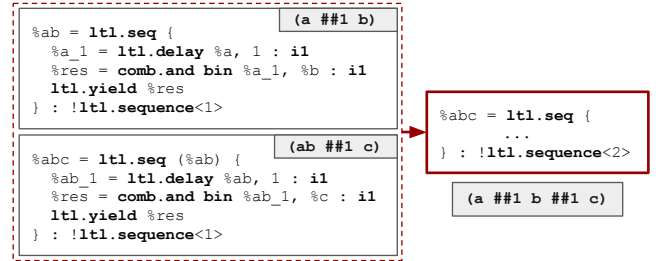 (a ##1 b)
%ab = ltl.seq {
%a_1 = ltl.delay %a, 1 : i1
%res = comb.and bin %a_1, %b : i1
ltl.yield %res
} : !ltl.sequence<1>
(ab ##1 c)
%abc = ltl.seq (%ab) {
%ab_1 = ltl.delay %ab, 1 : i1
%res = comb.and bin %ab_1, %c : i1
ltl.yield %res
} : !ltl.sequence<1>
%abc = ltl.seq {
...
} : !ltl.sequence<2>
(a ##1 b ##1 c)